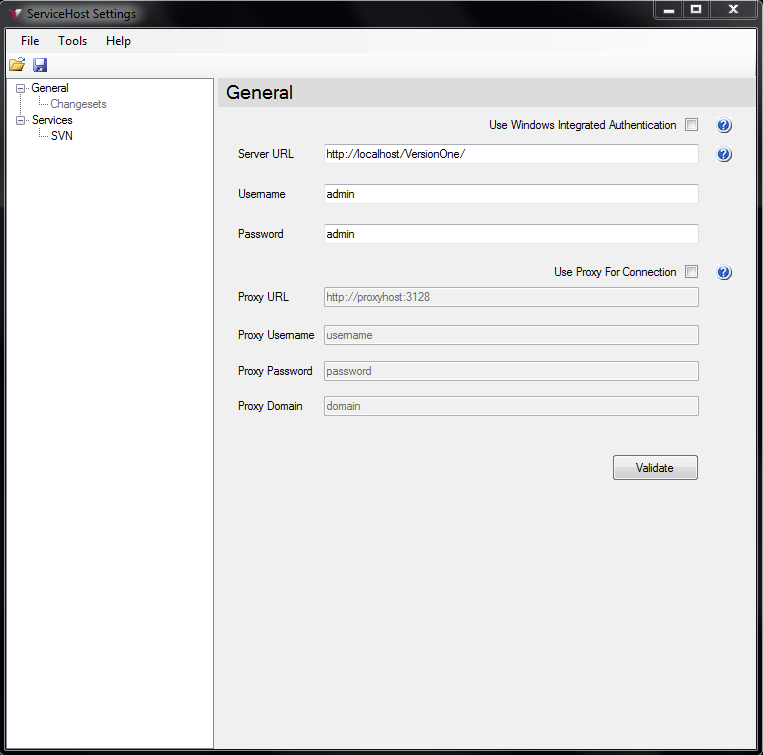 ServiceHost Settings
File Tools Help
General
Changesets
Services
SVN
General
Use Windows Integrated Authentication
Server URL http://localhost/VersionOne/
Username admin
Password admin
Use Proxy For Connection
Proxy URL http://proxyhost:3128
Proxy Username username
Proxy Password password
Proxy Domain domain
Validate